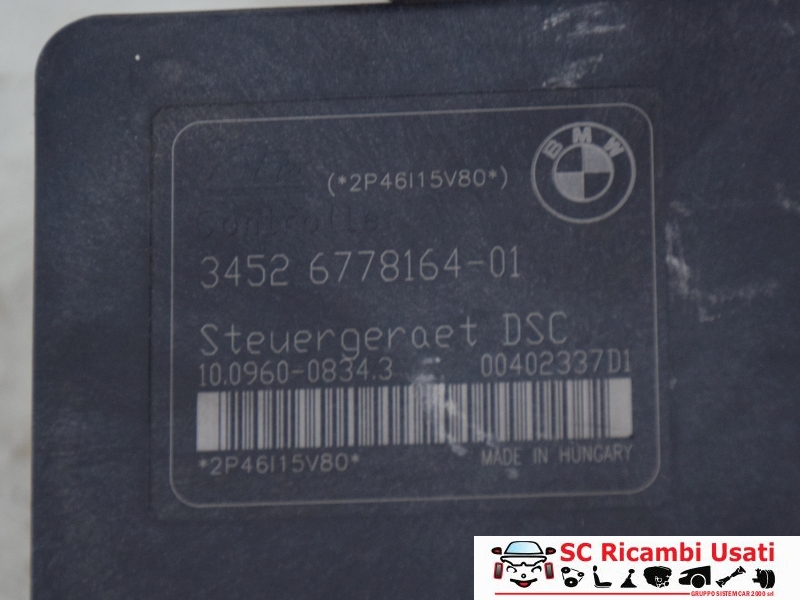 BMW
(*2P46I15V80*)
Controlle
3452 6778164-01
Steuergeraet DSC
10.0960-0834.3 00402337D1
*2P46I15V80*
MADE IN HUNGARY
SC Ricambi Usati
GRUPPO SISTEMCAR 2000 srl